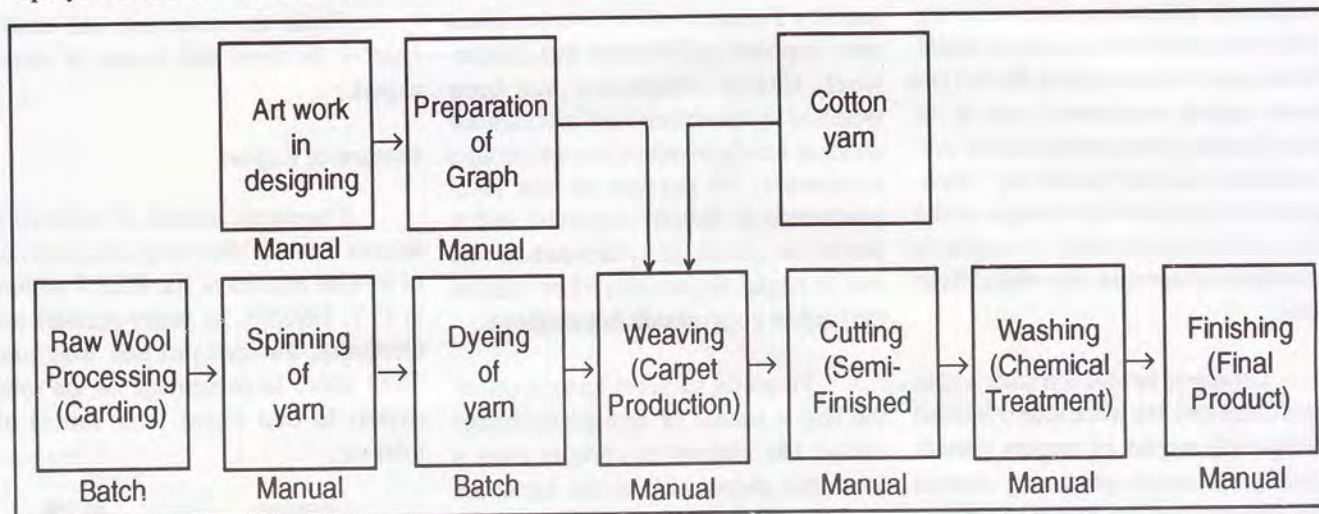 Art work
in
designing
Manual
Preparation
of
Graph
Manual
Cotton
yarn
Raw Wool
Processing
(Carding)
Batch
Spinning
of
yarn
Manual
Dyeing
of
yarn
Batch
Weaving
(Carpet
Production)
Manual
Cutting
(Semi-
Finished
Manual
Washing
(Chemical
Treatment)
Manual
Finishing
(Final
Product)
Manual